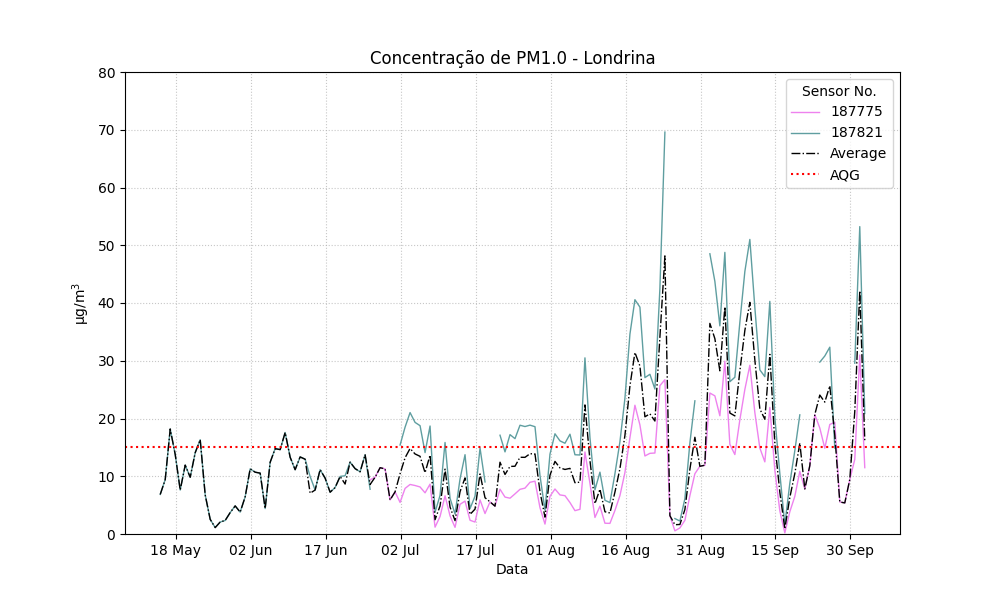 Concentração de PM1.0 - Londrina
80
70
60
50
40
30
20
10
0
μg/m³
Sensor No.
187775
187821
Average
AQG
18 May
02 Jun
17 Jun
02 Jul
17 Jul
01 Aug
16 Aug
31 Aug
15 Sep
30 Sep
Data